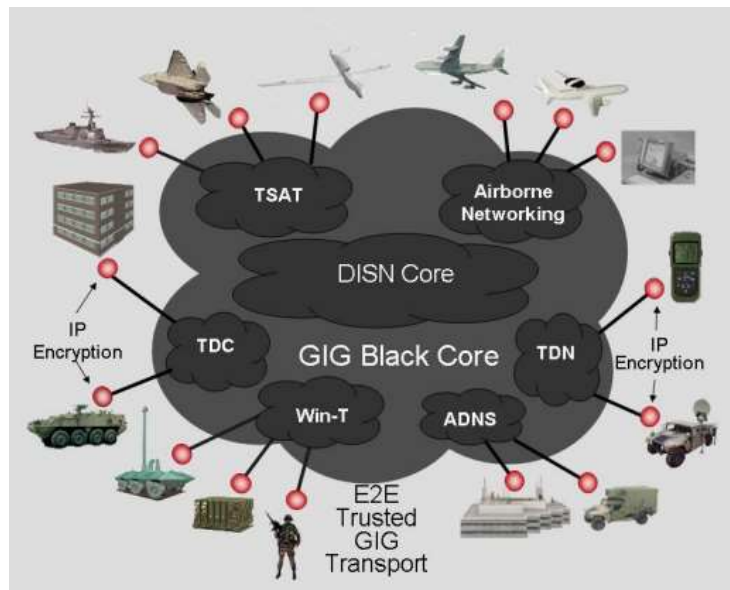 TSAT
Airborne
Networking
DISN Core
IP
Encryption
TDC
GIG Black Core
TDN
IP
Encryption
Win-T
ADNS
E2E
Trusted
GIG
Transport